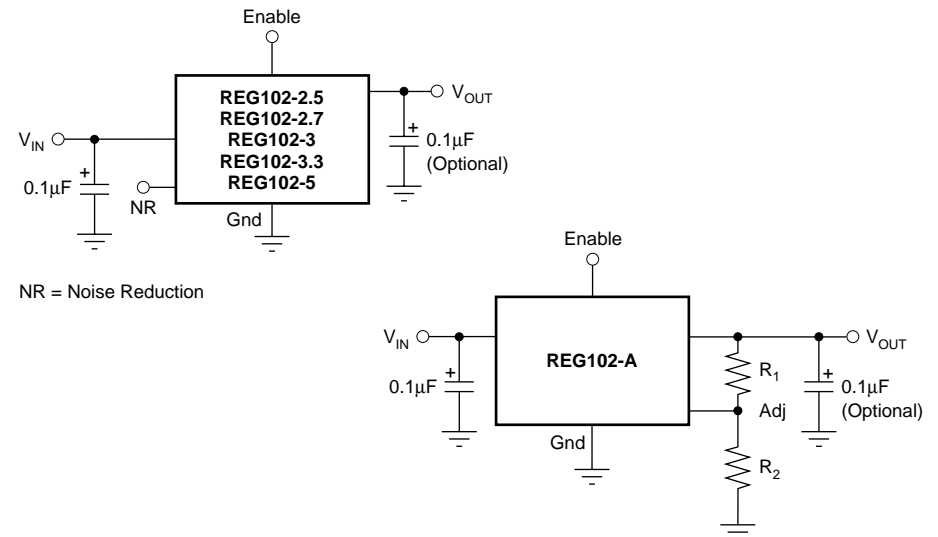 Enable
REG102-2.5
REG102-2.7
REG102-3
REG102-3.3
REG102-5
V_IN
V_OUT
+
0.1µF
(Optional)
+
0.1µF
NR
Gnd
NR = Noise Reduction
Enable
V_IN
REG102-A
V_OUT
R_1
+
0.1µF
+
0.1µF
(Optional)
Adj
Gnd
R_2